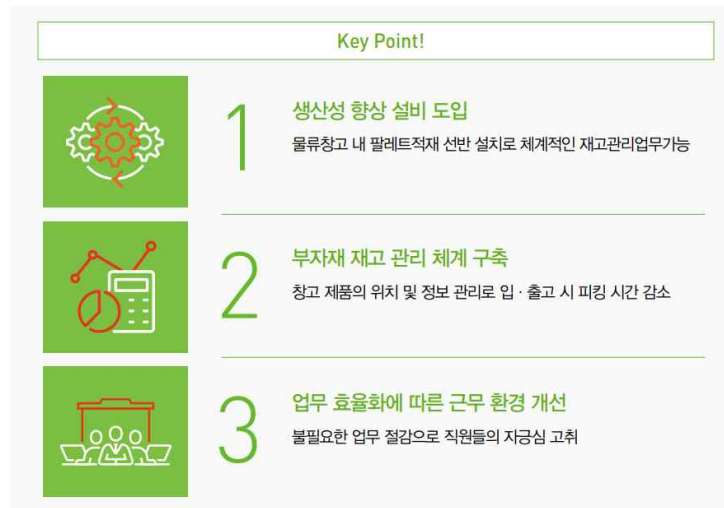 Key Point!
1
생산성 향상 설비 도입
물류창고 내 팔레트적재 선반 설치로 체계적인 재고관리업무가능
2
부자재 재고 관리 체계 구축
창고 제품의 위치 및 정보 관리로 입 · 출고 시 피킹 시간 감소
3
업무 효율화에 따른 근무 환경 개선
불필요한 업무 절감으로 직원들의 자긍심 고취